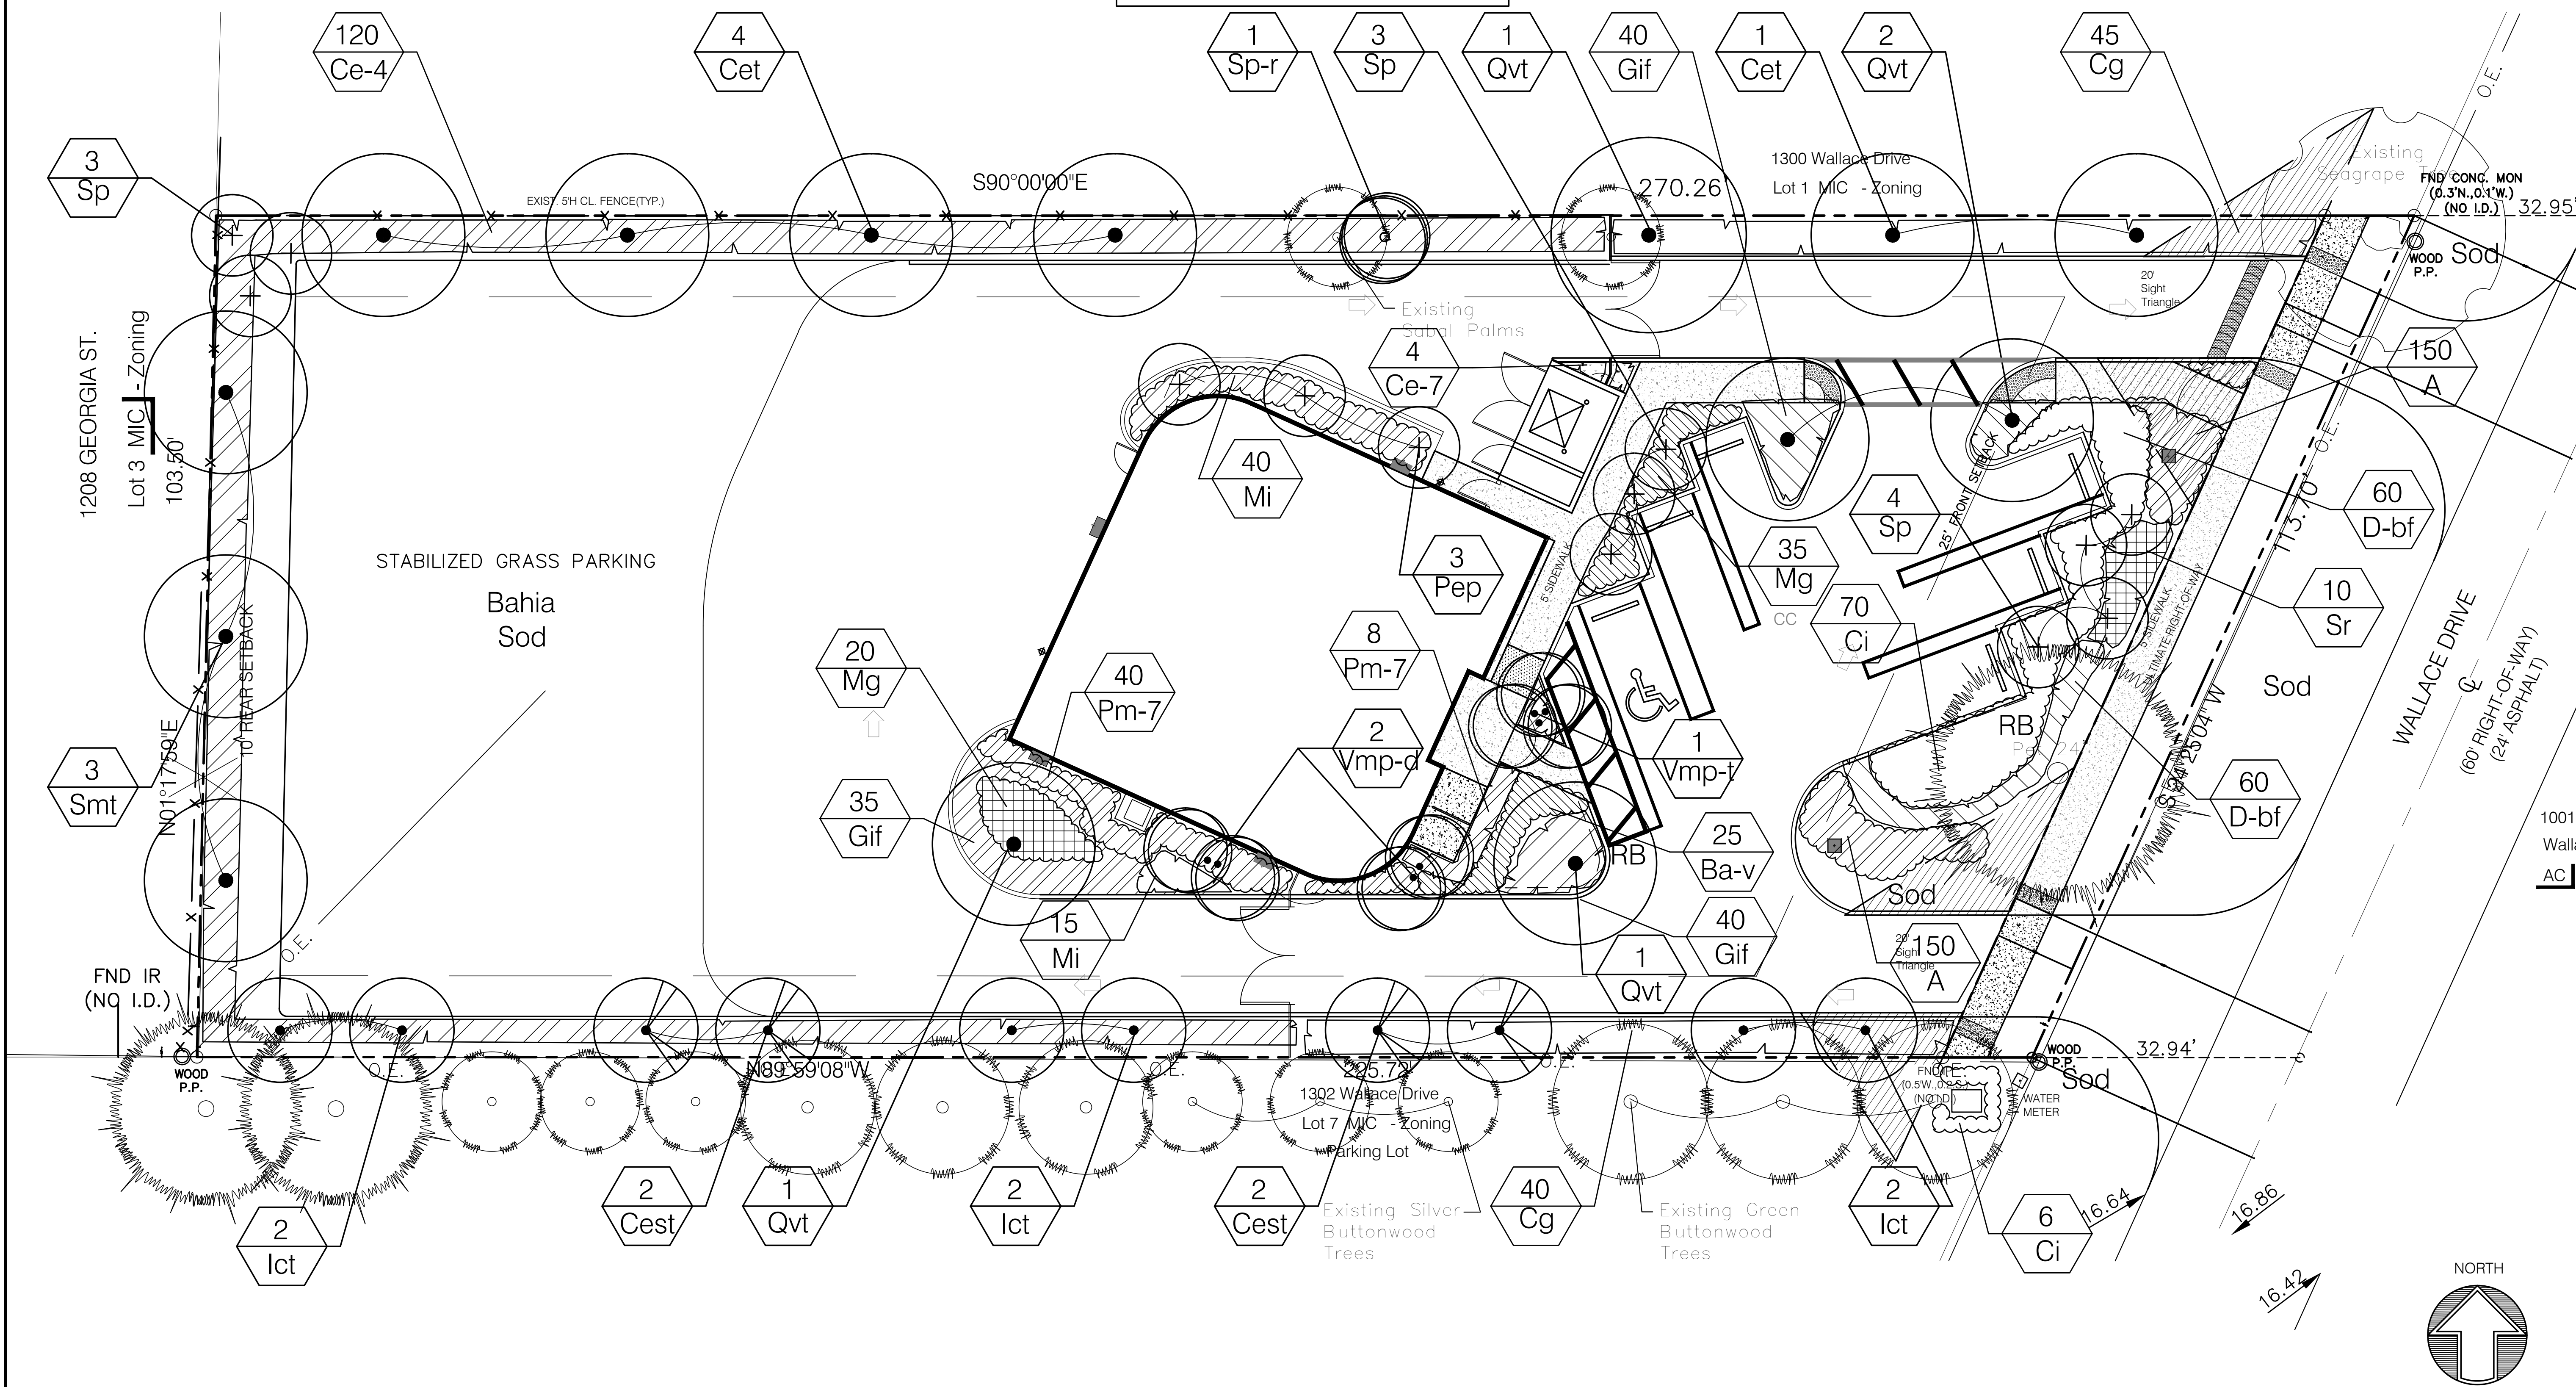 120
Ce-4
4
Cet
1
Sp-r
3
Sp
1
Qvt
40
Gif
1
Cet
2
Qvt
45
Cg
O.E.
3
Sp
S90°00'00"E
EXIST. 5'H CL. FENCE(TYP.)
270.26'
1300 Wallace Drive
Lot 1 MIC - Zoning
Existing
FND CONC. MON
(0.3'N.,0.1'W.)
(NO I.D.)
32.95'
WOOD
P.P.
Sod
20'
Sight
Triangle
Existing
Sabal Palms
4
Ce-7
150
A
1208 GEORGIA ST.
Lot 3 MIC - Zoning
103.50'
40
Mi
60
D-bf
O.E.
113.70'
25' FRONT SETBACK
4
Sp
STABILIZED GRASS PARKING
Bahia
Sod
3
Pep
5' SIDEWALK
35
Mg
CC
70
Ci
10
Sr
20
Mg
40
Pm-7
8
Pm-7
2
Vmp-d
1
Vmp-t
5' SIDEWALK
ULTIMATE RIGHT-OF-WAY
Sod
WALLACE DRIVE
(60' RIGHT-OF-WAY)
(24' ASPHALT)
RB
S 24°25'04" W
10' REAR SETBACK
N01°17'59"E
3
Smt
35
Gif
60
D-bf
1001
AC
RB
25
Ba-v
Sod
15
Mi
40
Gif
1
Qvt
20'
Sight
Triangle
150
A
O.E.
FND IR
(NO I.D.)
WOOD
P.P.
O.E.
N89°59'08"W
O.E.
225.72'
O.E.
1302 Wallace Drive
Lot 7 MIC - Zoning
Parking Lot
WOOD
P.P.
32.94'
Sod
WATER
METER
2
Ict
2
Cest
1
Qvt
2
Ict
2
Cest
Existing Silver
Buttonwood
Trees
40
Cg
Existing Green
Buttonwood
Trees
2
Ict
6
Ci
16.64
16.86
16.42
NORTH